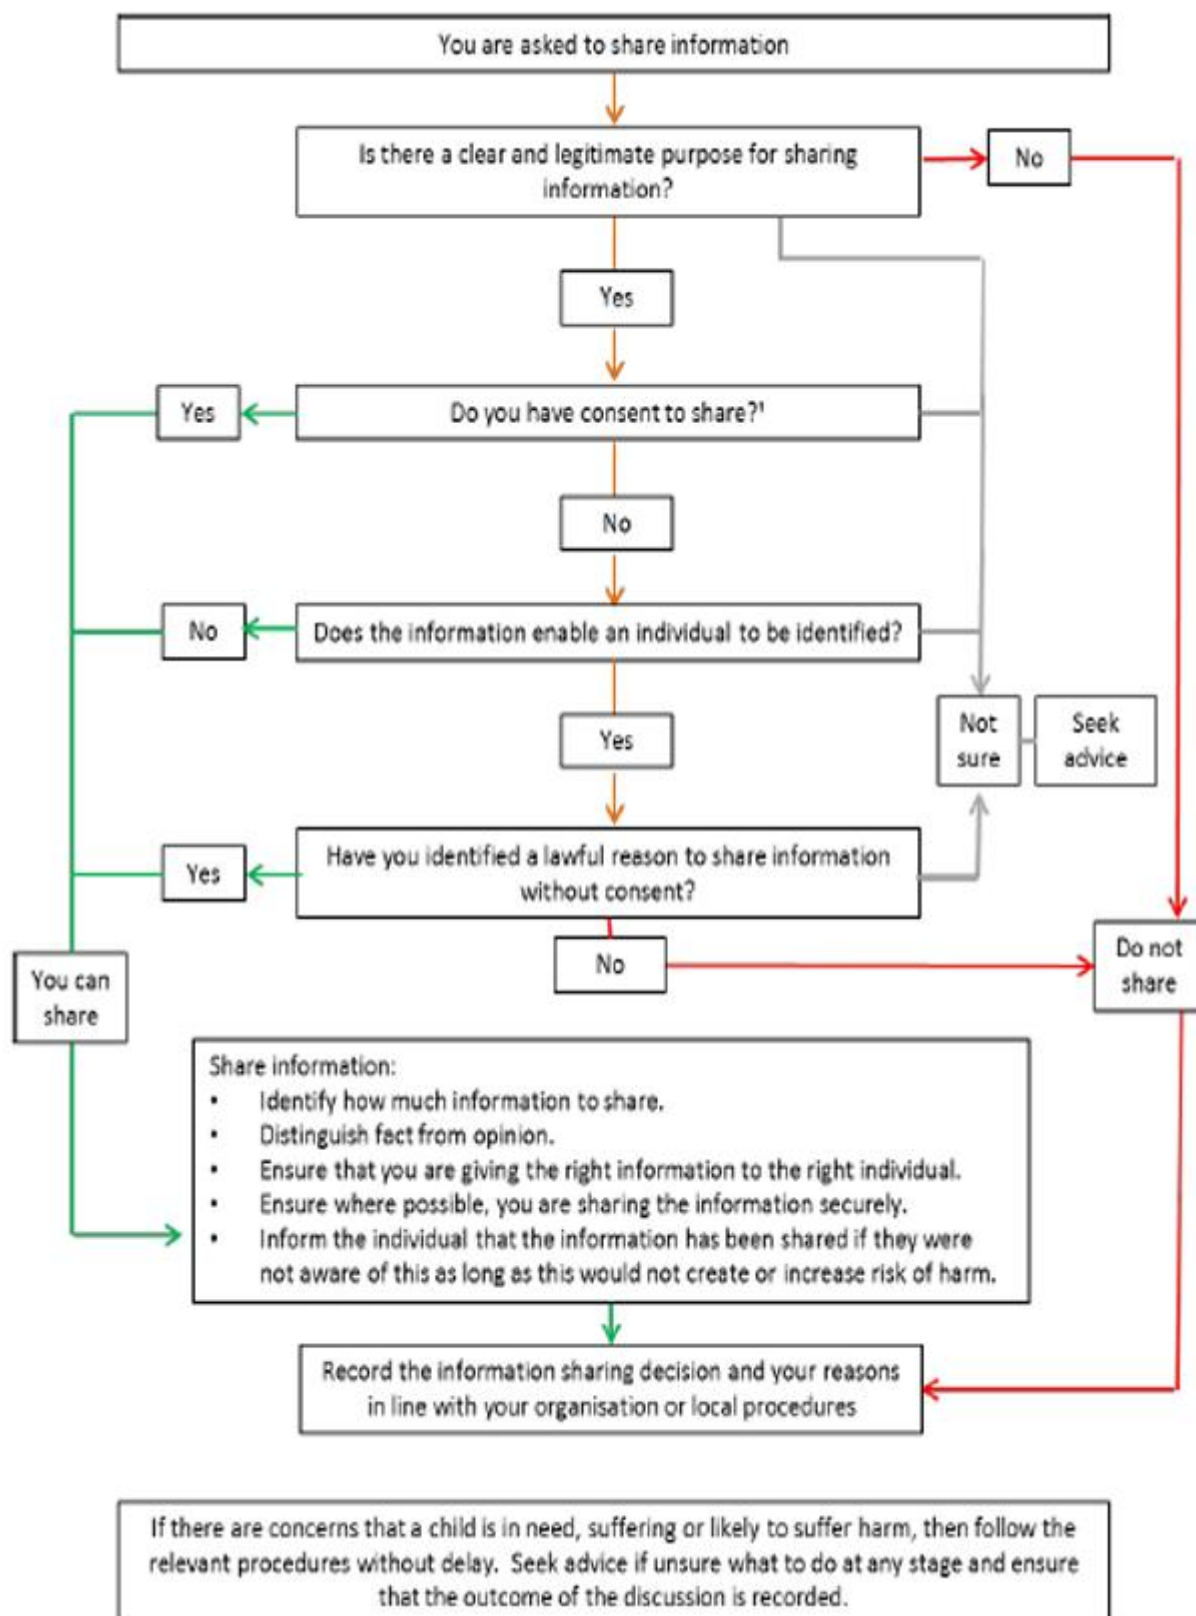 You are asked to share information
Is there a clear and legitimate purpose for sharing
information?
No
Yes
Yes
Do you have consent to share?¹
No
No
Does the information enable an individual to be identified?
Yes
Not
sure
Seek
advice
Yes
Have you identified a lawful reason to share information
without consent?
No
Do not
share
You can
share
Share information:
• Identify how much information to share.
• Distinguish fact from opinion.
• Ensure that you are giving the right information to the right individual.
• Ensure where possible, you are sharing the information securely.
• Inform the individual that the information has been shared if they were
not aware of this as long as this would not create or increase risk of harm.
Record the information sharing decision and your reasons
in line with your organisation or local procedures
If there are concerns that a child is in need, suffering or likely to suffer harm, then follow the
relevant procedures without delay. Seek advice if unsure what to do at any stage and ensure
that the outcome of the discussion is recorded.